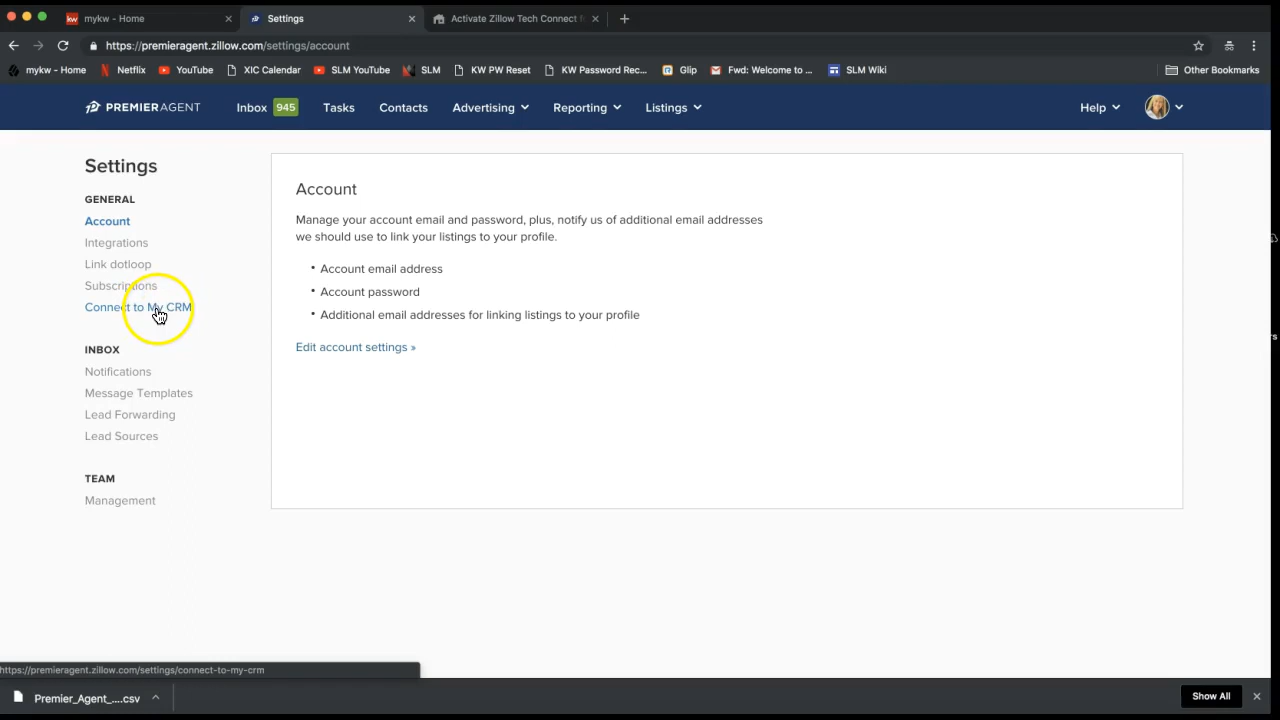 mykw - Home
Settings
Activate Zillow Tech Connect
https://premieragent.zillow.com/settings/account
mykw - Home
Netflix
YouTube
XIC Calendar
SLM YouTube
SLM
KW PW Reset
KW Password Rec...
Glip
Fwd: Welcome to ...
SLM Wiki
Other Bookmarks
PREMIERAGENT
Inbox
945
Tasks
Contacts
Advertising
Reporting
Listings
Help
Settings
GENERAL
Account
Integrations
Link dotloop
Subscriptions
Connect to My CRM
INBOX
Notifications
Message Templates
Lead Forwarding
Lead Sources
TEAM
Management
Account
Manage your account email and password, plus, notify us of additional email addresses
we should use to link your listings to your profile.
• Account email address
• Account password
• Additional email addresses for linking listings to your profile
Edit account settings »
https://premieragent.zillow.com/settings/connect-to-my-crm
Premier_Agent_....csv
Show All